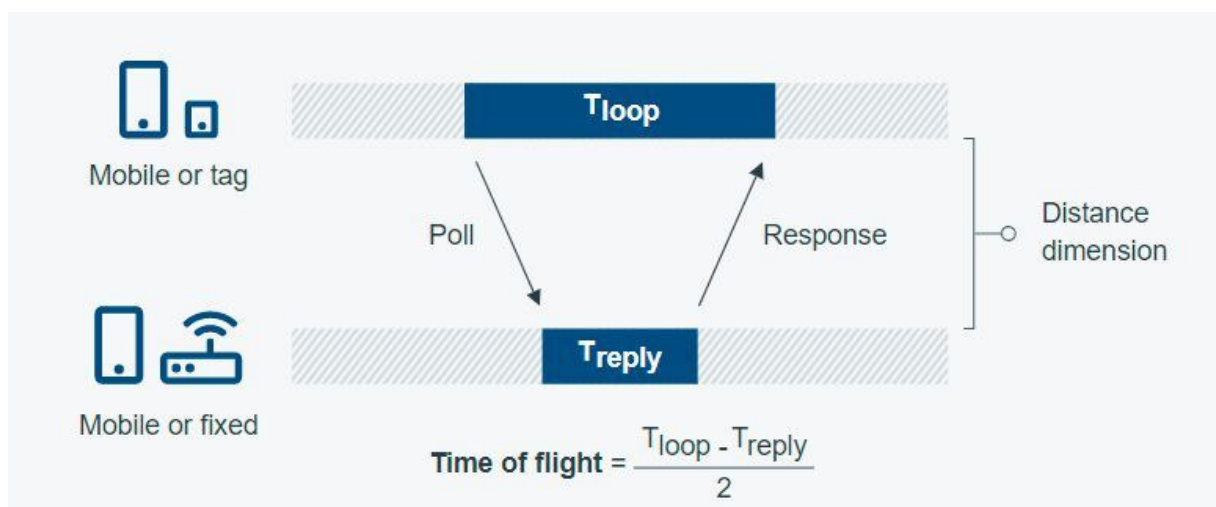 Tloop
Mobile or tag
Poll
Response
Distance
dimension
Treply
Mobile or fixed
Time of flight = Tloop - Treply
2